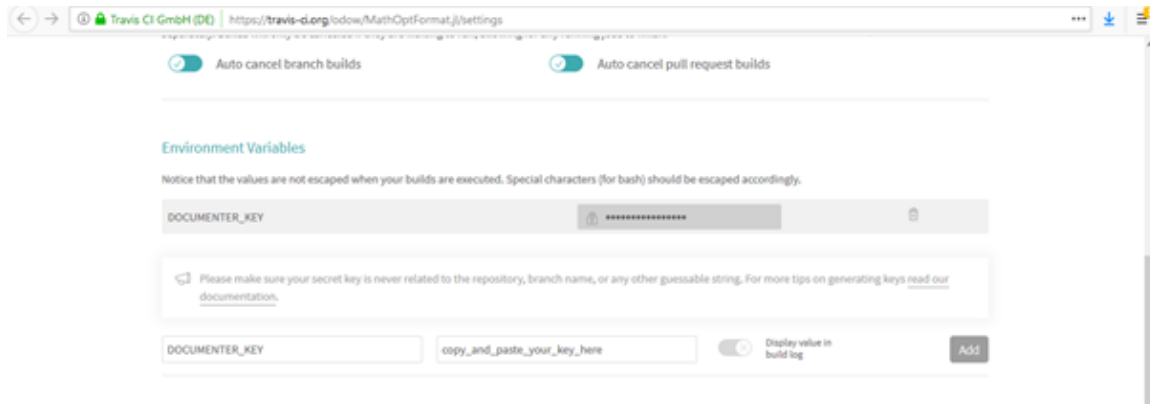 Travis CI GmbH (DE) https://travis-ci.org/odow/MathOptFormat.jl/settings
Auto cancel branch builds Auto cancel pull request builds
Environment Variables
Notice that the values are not escaped when your builds are executed. Special characters (for bash) should be escaped accordingly.
DOCUMENTER_KEY ••••••••••••••••
Please make sure your secret key is never related to the repository, branch name, or any other guessable string. For more tips on generating keys read our
documentation.
DOCUMENTER_KEY copy_and_paste_your_key_here Display value in
build log Add